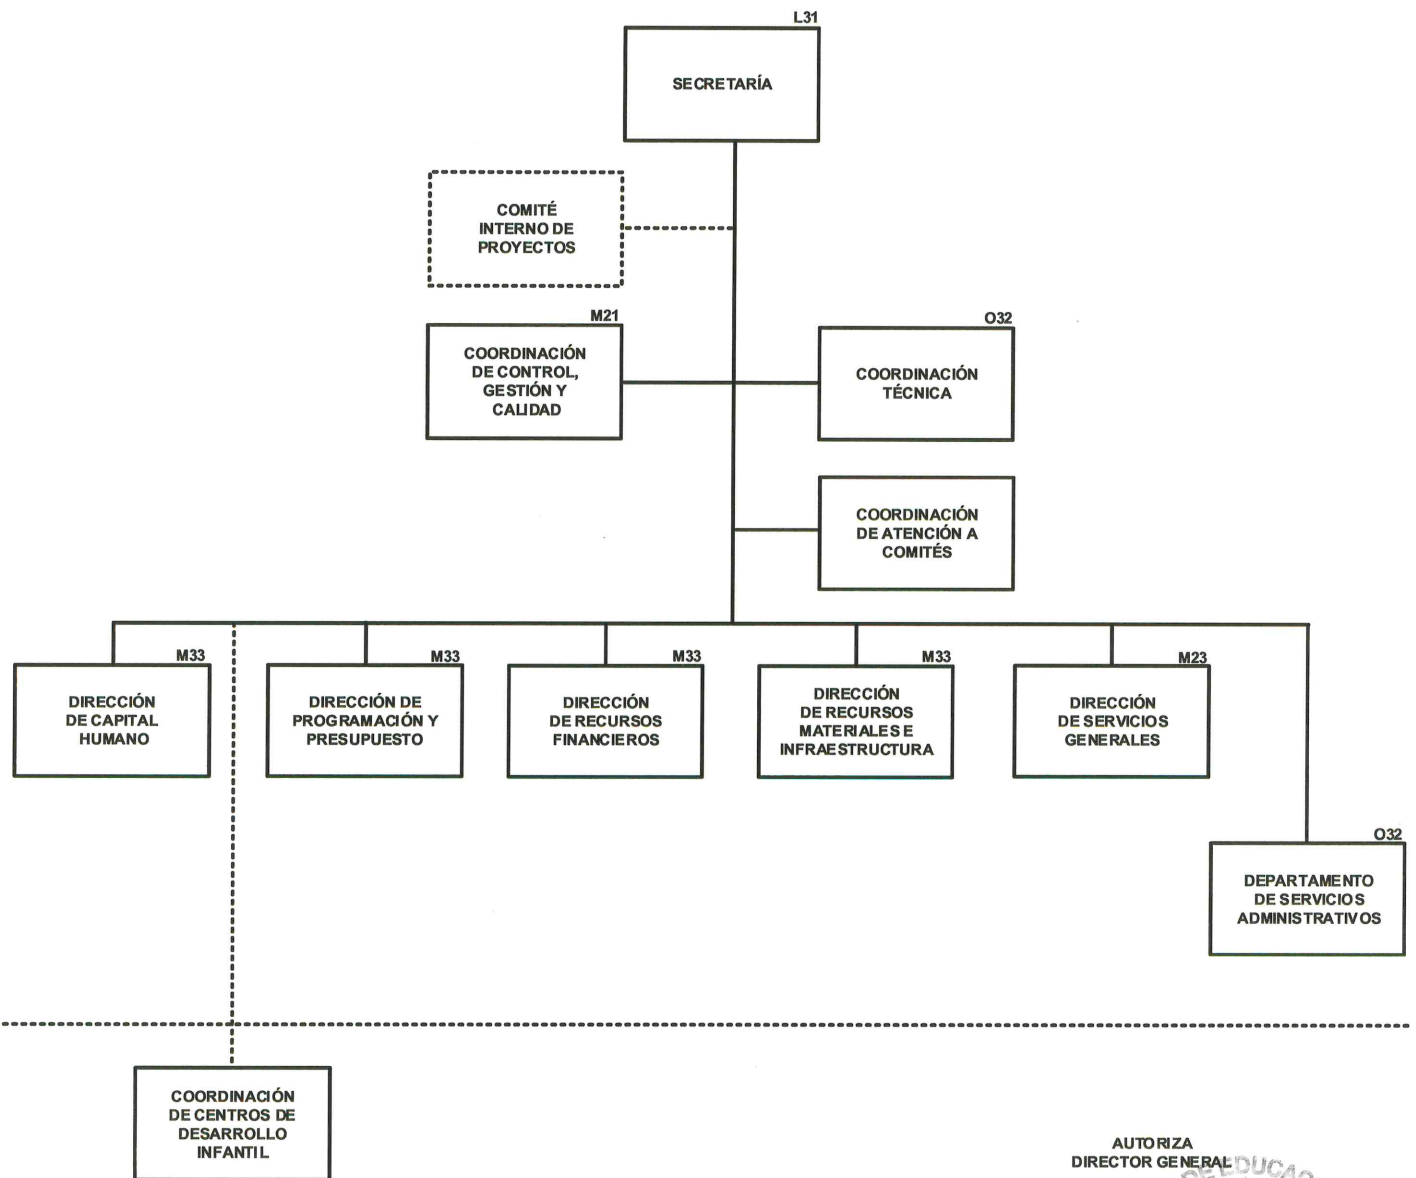 L31
SECRETARÍA
COMITÉ
INTERNO DE
PROYECTOS
M21
COORDINACIÓN
DE CONTROL,
GESTIÓN Y
CALIDAD
O32
COORDINACIÓN
TÉCNICA
COORDINACIÓN
DE ATENCIÓN A
COMITÉS
M33
DIRECCIÓN
DE CAPITAL
HUMANO
M33
DIRECCIÓN DE
PROGRAMACIÓN Y
PRESUPUESTO
M33
DIRECCIÓN
DE RECURSOS
FINANCIEROS
M33
DIRECCIÓN
DE RECURSOS
MATERIALES E
INFRAESTRUCTURA
M23
DIRECCIÓN
DE SERVICIOS
GENERALES
O32
DEPARTAMENTO
DE SERVICIOS
ADMINISTRATIVOS
COORDINACIÓN
DE CENTROS DE
DESARROLLO
INFANTIL
AUTORIZA
DIRECTOR GENERAL